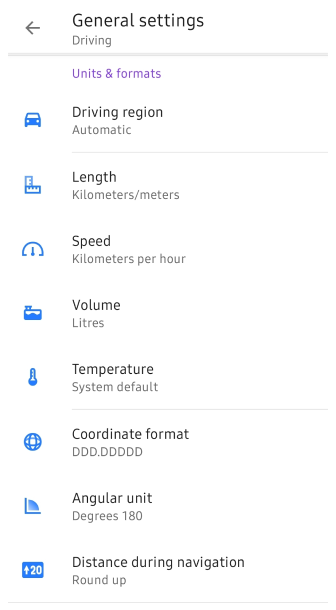 General settings
Driving
Units & formats
Driving region
Automatic
Length
Kilometers/meters
Speed
Kilometers per hour
Volume
Litres
Temperature
System default
Coordinate format
DDD.DDDDD
Angular unit
Degrees 180
20
Distance during navigation
Round up